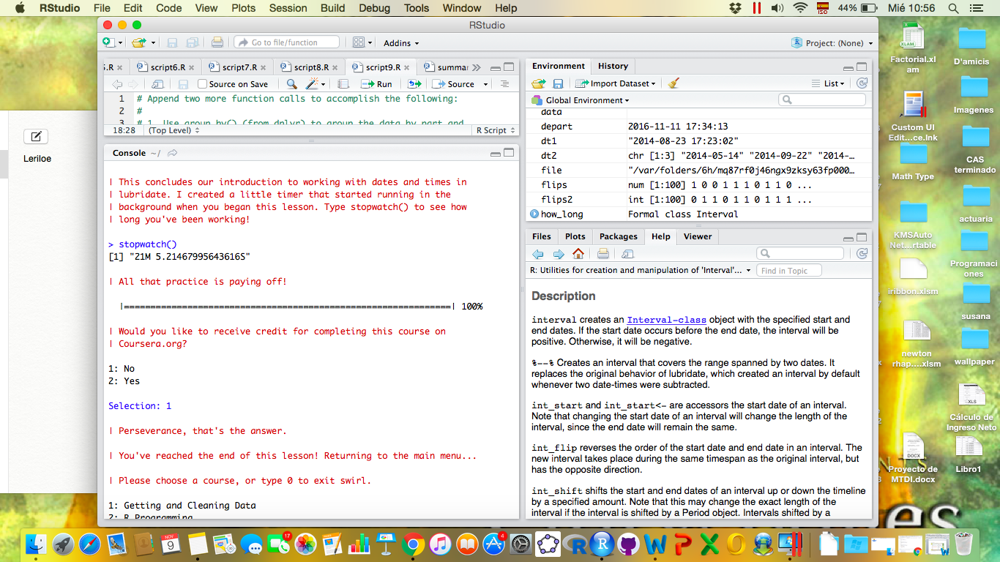 RStudio File Edit Code View Plots Session Build Debug Tools Window Help
ISO 44% Mié 10:56
RStudio
Go to file/function
Addins
Project: (None)
.R script6.R script7.R script8.R script9.R summar
Source on Save
Run
Source
1 # Append two more function calls to accomplish the following:
2 #
3 # 1. Use group_by() (from dplyr) to group the data by part and
18:28 (Top Level)
R Script
Console ~/
| This concludes our introduction to working with dates and times in
| lubridate. I created a little timer that started running in the
| background when you began this lesson. Type stopwatch() to see how
| long you've been working!
> stopwatch()
[1] "21M 5.21467995643616S"
| All that practice is paying off!
|===============================================================| 100%
| Would you like to receive credit for completing this course on
| Coursera.org?
1: No
2: Yes
Selection: 1
| Perseverance, that's the answer.
| You've reached the end of this lesson! Returning to the main menu...
| Please choose a course, or type 0 to exit swirl.
1: Getting and Cleaning Data
2: R Programming
Environment History
Import Dataset
List
Global Environment
data
depart 2016-11-11 17:34:13
dt1 "2014-08-23 17:23:02"
dt2 chr [1:3] "2014-05-14" "2014-09-22" "2014-…
file "/var/folders/6h/mq87rf0j46ngx9zksy63fp000…
flips num [1:100] 1 0 0 1 1 1 0 1 1 0 ...
flips2 int [1:100] 0 1 1 0 1 1 0 1 1 1 ...
how_long Formal class Interval
Files Plots Packages Help Viewer
R: Utilities for creation and manipulation of 'Interval'...
Find in Topic
Description
interval creates an Interval-class object with the specified start and
end dates. If the start date occurs before the end date, the interval will be
positive. Otherwise, it will be negative.
%--% Creates an interval that covers the range spanned by two dates. It
replaces the original behavior of lubridate, which created an interval by default
whenever two date-times were subtracted.
int_start and int_start<- are accessors the start date of an interval.
Note that changing the start date of an interval will change the length of the
interval, since the end date will remain the same.
int_flip reverses the order of the start date and end date in an interval. The
new interval takes place during the same timespan as the original interval, but
has the opposite direction.
int_shift shifts the start and end dates of an interval up or down the timeline
by a specified amount. Note that this may change the exact length of the
interval if the interval is shifted by a Period object. Intervals shifted by a
Leriloe
XLAM
Factorial.xl
am
D'amicis
Custom UI
Edit...ce.lnk
Imagenes
Math Type
CAS
terminado
KMSAuto
Net...rtable
actuaria
iribbon.xlsm
Programaci
ones
susana
newton
rhap....xlsm
wallpaper
XLS
Cálculo de
Ingreso Neto
DOCX
Proyecto de
MTDI.docx
Libro1
es
NOV
9
17
4